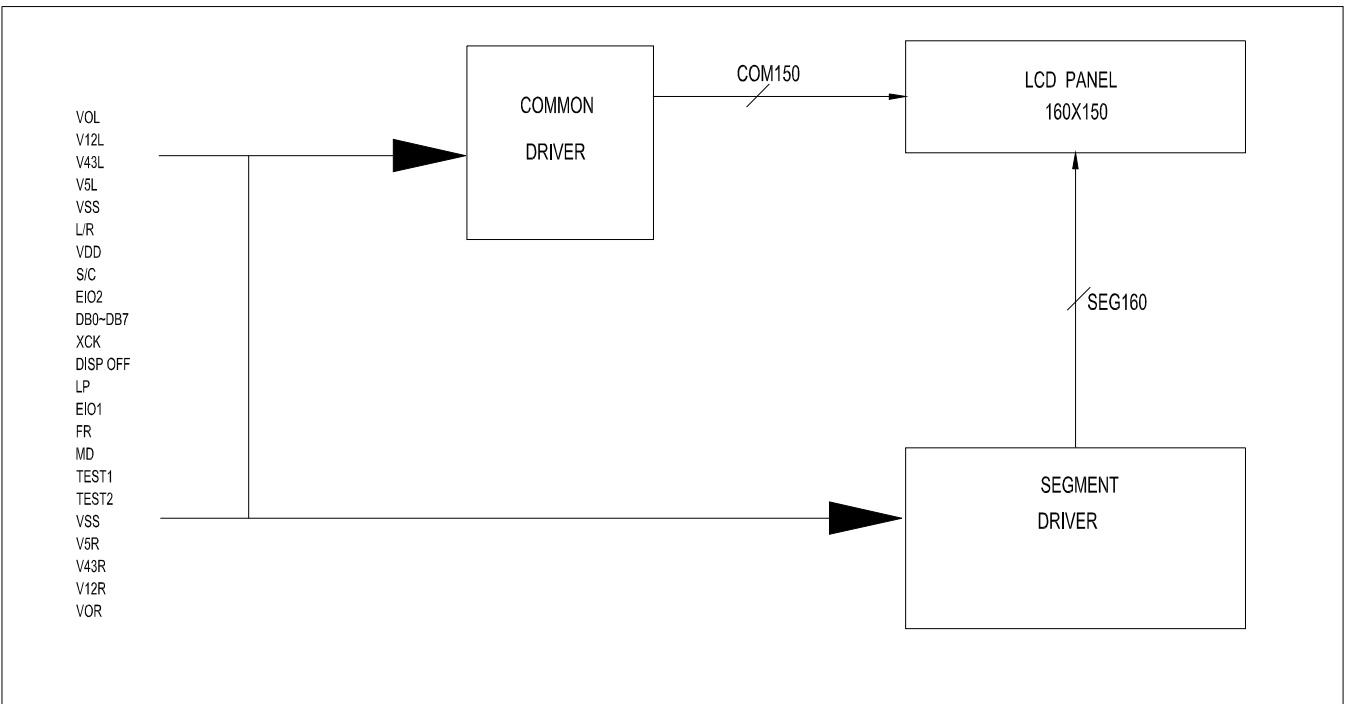 VOL
V12L
V43L
V5L
VSS
L/R
VDD
S/C
EIO2
DB0~DB7
XCK
DISP OFF
LP
EIO1
FR
MD
TEST1
TEST2
VSS
V5R
V43R
V12R
VOR
COMMON
DRIVER
COM150
LCD PANEL
160X150
SEG160
SEGMENT
DRIVER